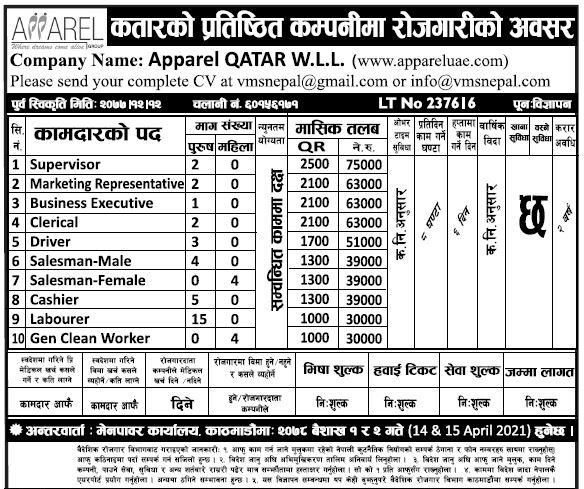 APPAREL
Where dreams come alive GROUP
कतारको प्रतिष्ठित कम्पनीमा रोजगारीको अवसर
Company Name: Apparel QATAR W.L.L. (www.appareluae.com)
Please send your complete CV at vmsnepal@gmail.com or info@vmsnepal.com
पुर्व स्विकृति मितिः २०७७।१२।१२ चलानी नं. ६०१५६१७१ LT No 237616 पुनःविज्ञापन
सि. नं. कामदारको पद माग संख्या पुरुष महिला न्युनतम योग्यता मासिक तलब QR ने.रु. ओभर टाइम सुविधा प्रतिदिन काम गर्ने घण्टा हप्तामा काम गर्ने दिन वार्षिक बिदा खाना सुविधा बस्ने सुविधा करार अवधि
1 Supervisor 2 0 2500 75000
2 Marketing Representative 2 0 2100 63000
3 Business Executive 1 0 2100 63000
4 Clerical 2 0 2100 63000
5 Driver 3 0 1700 51000
6 Salesman-Male 4 0 1300 39000
7 Salesman-Female 0 4 1300 39000
8 Cashier 5 0 1300 39000
9 Labourer 15 0 1000 30000
10 Gen Clean Worker 0 4 1000 30000
सम्वन्धित काममा दक्ष
क.नि.अनुसार
८ घण्टा
६ दिन
क.नि.अनुसार
छ
२ वर्ष
स्वदेशमा गरिने प्रि मेडिकल खर्च कसले गर्ने र कति लाग्ने
स्वदेशमा गरिने बिमा खर्च कसले ब्यहोर्ने/कति लाग्ने
रोजगारदाता कम्पनीले मेडिकल खर्च दिने /नदिने
रोजगारमा बिमा हुने/नहुने र कसले व्यहोर्ने
भिषा शुल्क
हवाई टिकट
सेवा शुल्क
जम्मा लागत
कामदार आफै
कामदार आफै
दिने
हुने/ रोजगारदाता कम्पनीले
निःशुल्क
निःशुल्क
निःशुल्क
निःशुल्क
अन्तरवार्ता : मेनपावर कार्यालय, काठमाडौमाः २०७८ बैशाख १ र २ गते (14 & 15 April 2021) हुनेछ ।